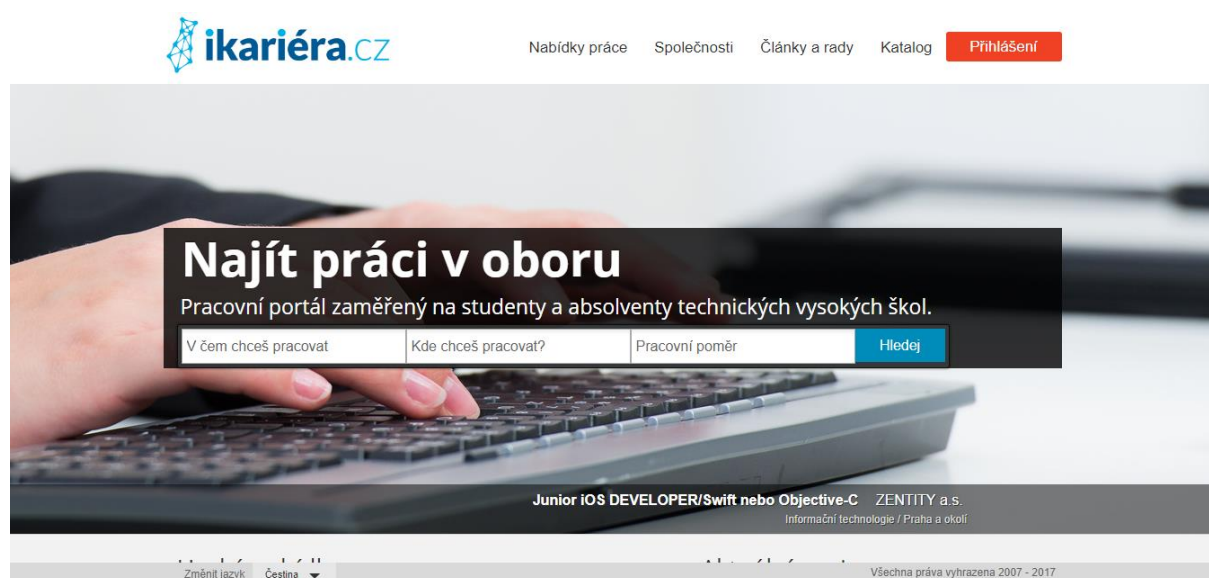 ikariéra.cz
Nabídky práce Společnosti Články a rady Katalog Přihlášení
Najít práci v oboru
Pracovní portál zaměřený na studenty a absolventy technických vysokých škol.
V čem chceš pracovat Kde chceš pracovat? Pracovní poměr Hledej
Junior iOS DEVELOPER/Swift nebo Objective-C ZENTITY a.s.
Informační technologie / Praha a okolí
Změnit jazyk Čestina
Všechna práva vyhrazena 2007 - 2017